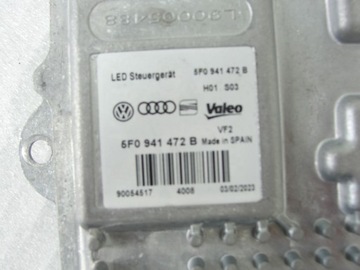 LED Steuergerät 5F0 941 472 B
H01 S03
Valeo
VF2
5F0 941 472 B Made in SPAIN
90054517 4008 03/02/2023